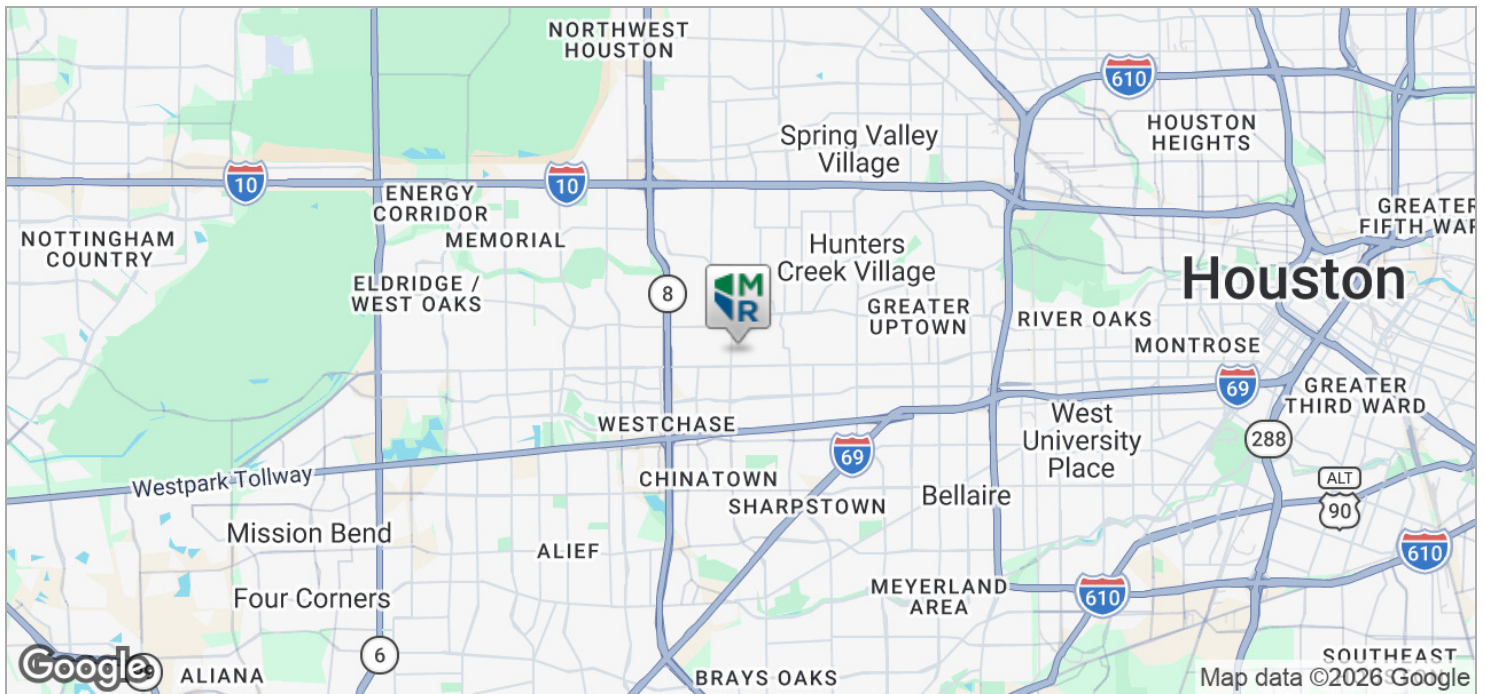 NORTHWEST
HOUSTON
610
HOUSTON
HEIGHTS
Spring Valley
Village
10
10
ENERGY
CORRIDOR
GREATER
NOTTINGHAM
COUNTRY
MEMORIAL
Hunters
Creek Village
Houston
ELDRIDGE /
WEST OAKS
8
M
R
GREATER
UPTOWN
RIVER OAKS
MONTROSE
69
GREATER
THIRD WARD
WESTCHASE
West
University
Place
288
69
Westpark Tollway
CHINATOWN
SHARPSTOWN
Bellaire
ALT
90
Mission Bend
ALIEF
610
MEYERLAND
AREA
610
Four Corners
6
Google
ALIANA
BRAYS OAKS
SOUTHEAST
Map data ©2026 Google